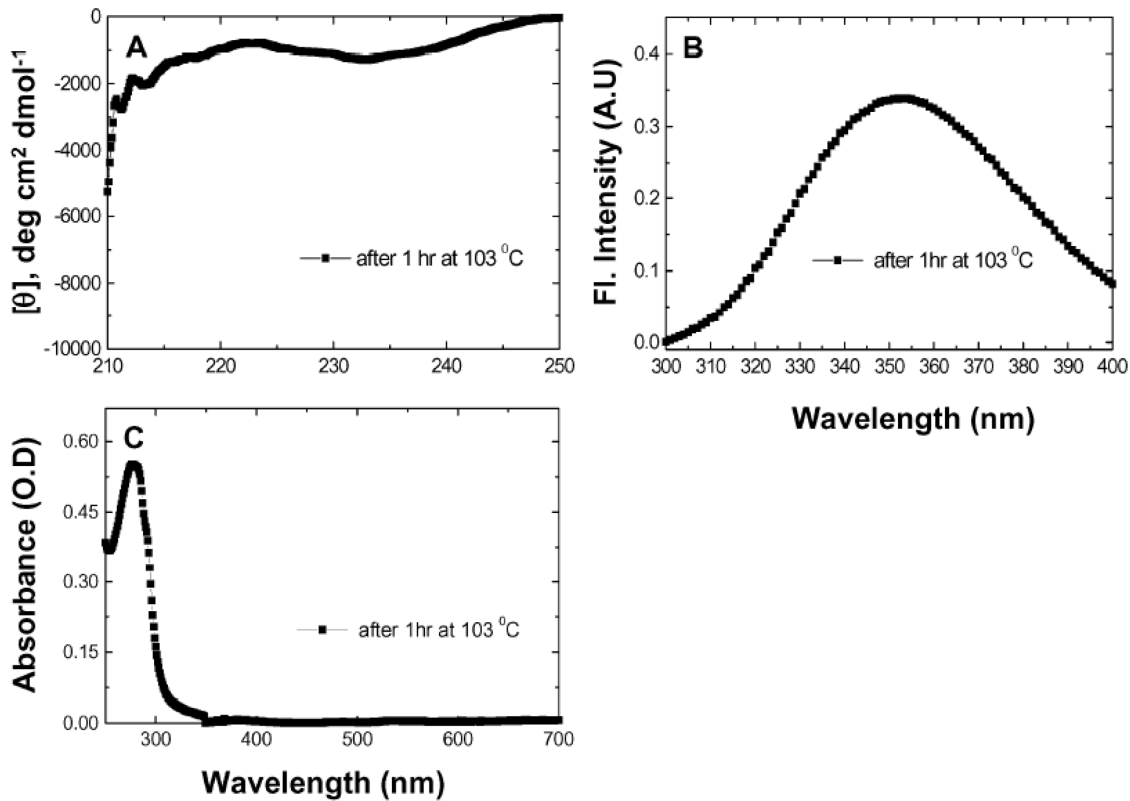 A
[θ], deg cm² dmol⁻¹
0
-2000
-4000
-6000
-8000
-10000
after 1 hr at 103 ⁰C
210 220 230 240 250
B
Fl. Intensity (A.U)
0.4
0.3
0.2
0.1
0.0
after 1hr at 103 ⁰C
300 310 320 330 340 350 360 370 380 390 400
Wavelength (nm)
C
Absorbance (O.D)
0.60
0.45
0.30
0.15
0.00
after 1hr at 103 ⁰C
300 400 500 600 700
Wavelength (nm)